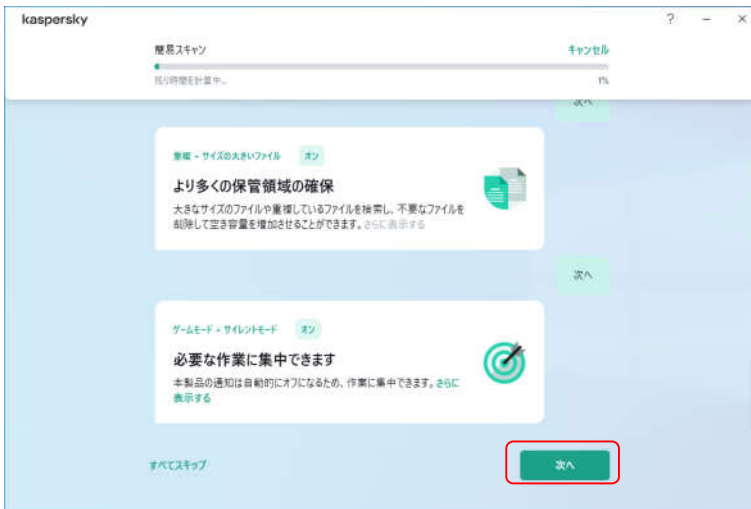 kaspersky
? － ×
簡易スキャン
キャンセル
残り時間を計算中...
1%
次へ
重複・サイズの大きいファイル
オン
より多くの保管領域の確保
大きなサイズのファイルや重複しているファイルを検索し、不要なファイルを
削除して空き容量を増加させることができます。さらに表示する
次へ
ゲームモード・サイレントモード
オン
必要な作業に集中できます
本製品の通知は自動的にオフになるため、作業に集中できます。さらに
表示する
すべてスキップ
次へ